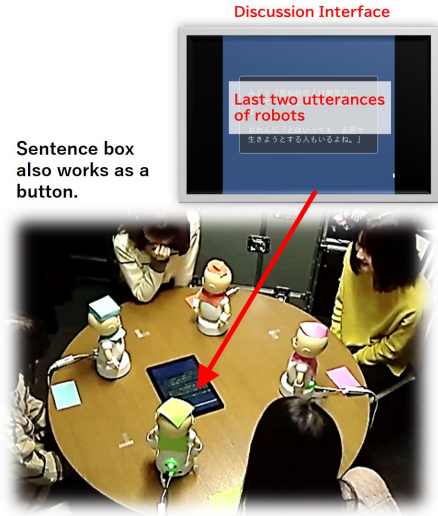 Discussion Interface
Last two utterances
of robots
Sentence box
also works as a
button.
生きようとする人もいるよね。」